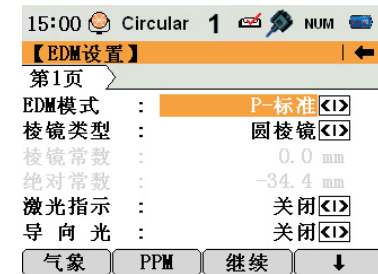 15:00 Circular 1 NUM
【EDM设置】
第1页
EDM模式 : P-标准
棱镜类型 : 圆棱镜
棱镜常数 : 0.0 mm
绝对常数 : -34.4 mm
激光指示 : 关闭
导 向 光 : 关闭
气象 PPM 继续 ↓